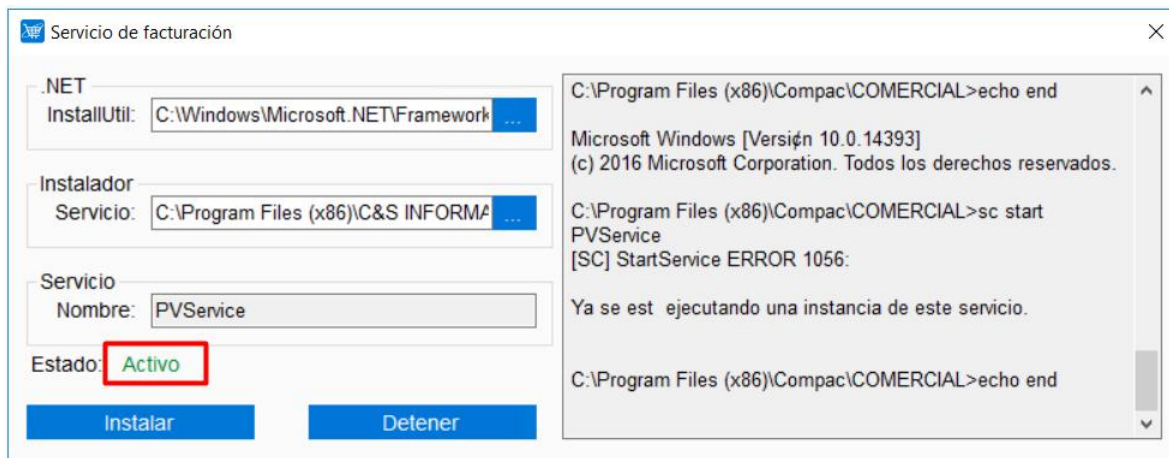 Servicio de facturación
.NET
InstallUtil: C:\Windows\Microsoft.NET\Framework ...
Instalador
Servicio: C:\Program Files (x86)\C&S INFORMA ...
Servicio
Nombre: PVService
Estado: Activo
Instalar Detener
C:\Program Files (x86)\Compac\COMERCIAL>echo end
Microsoft Windows [Versi¢n 10.0.14393]
(c) 2016 Microsoft Corporation. Todos los derechos reservados.
C:\Program Files (x86)\Compac\COMERCIAL>sc start
PVService
[SC] StartService ERROR 1056:
Ya se est ejecutando una instancia de este servicio.
C:\Program Files (x86)\Compac\COMERCIAL>echo end